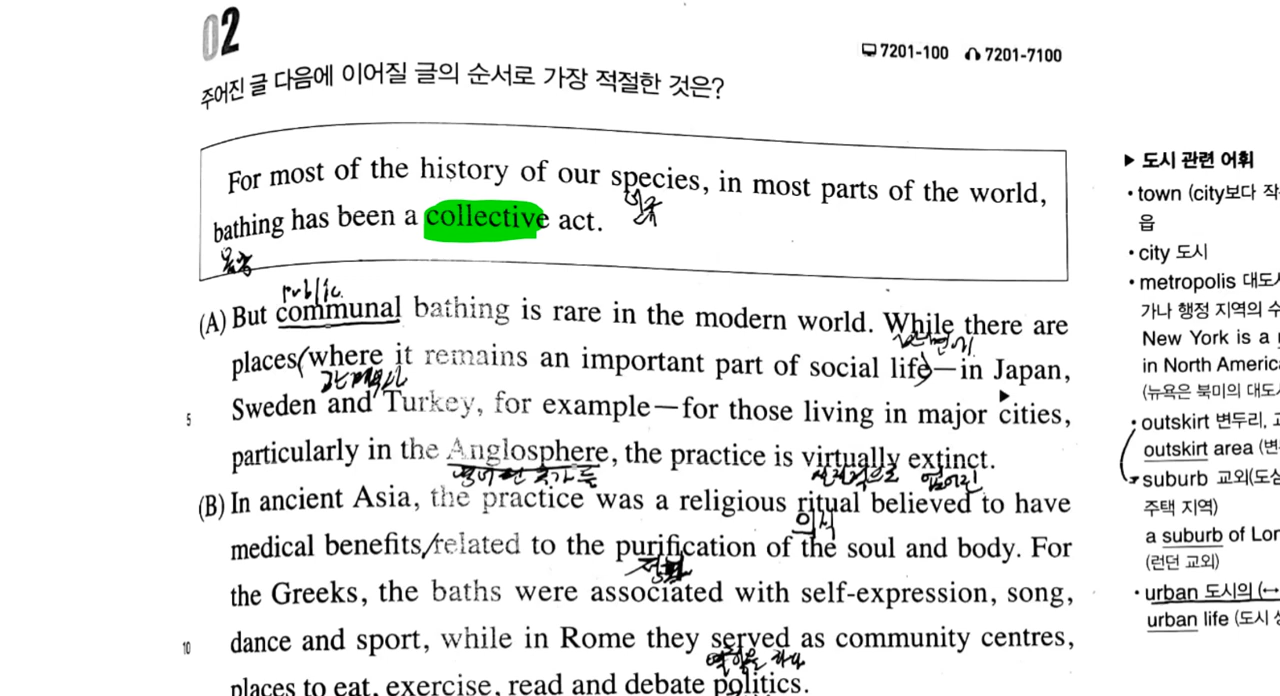 02
7201-100 7201-7100
주어진 글 다음에 이어질 글의 순서로 가장 적절한 것은?
For most of the history of our species, in most parts of the world,
bathing has been a collective act.
public
(A) But communal bathing is rare in the modern world. While there are
places (where it remains an important part of social life)—in Japan,
Sweden and Turkey, for example—for those living in major cities,
5
particularly in the Anglosphere, the practice is virtually extinct.
(B) In ancient Asia, the practice was a religious ritual believed to have
의식
medical benefits/related to the purification of the soul and body. For
the Greeks, the baths were associated with self-expression, song,
10
dance and sport, while in Rome they served as community centres,
역할을 하다
places to eat, exercise, read and debate politics.
▶ 도시 관련 어휘
• town (city보다 작
읍
• city 도시
• metropolis 대도시
가나 행정 지역의 수
New York is a
in North America
(뉴욕은 북미의 대도
• outskirt 변두리, 교
outskirt area (변
• suburb 교외(도심
주택 지역)
a suburb of Lon
(런던 교외)
• urban 도시의 (↔
urban life (도시 생